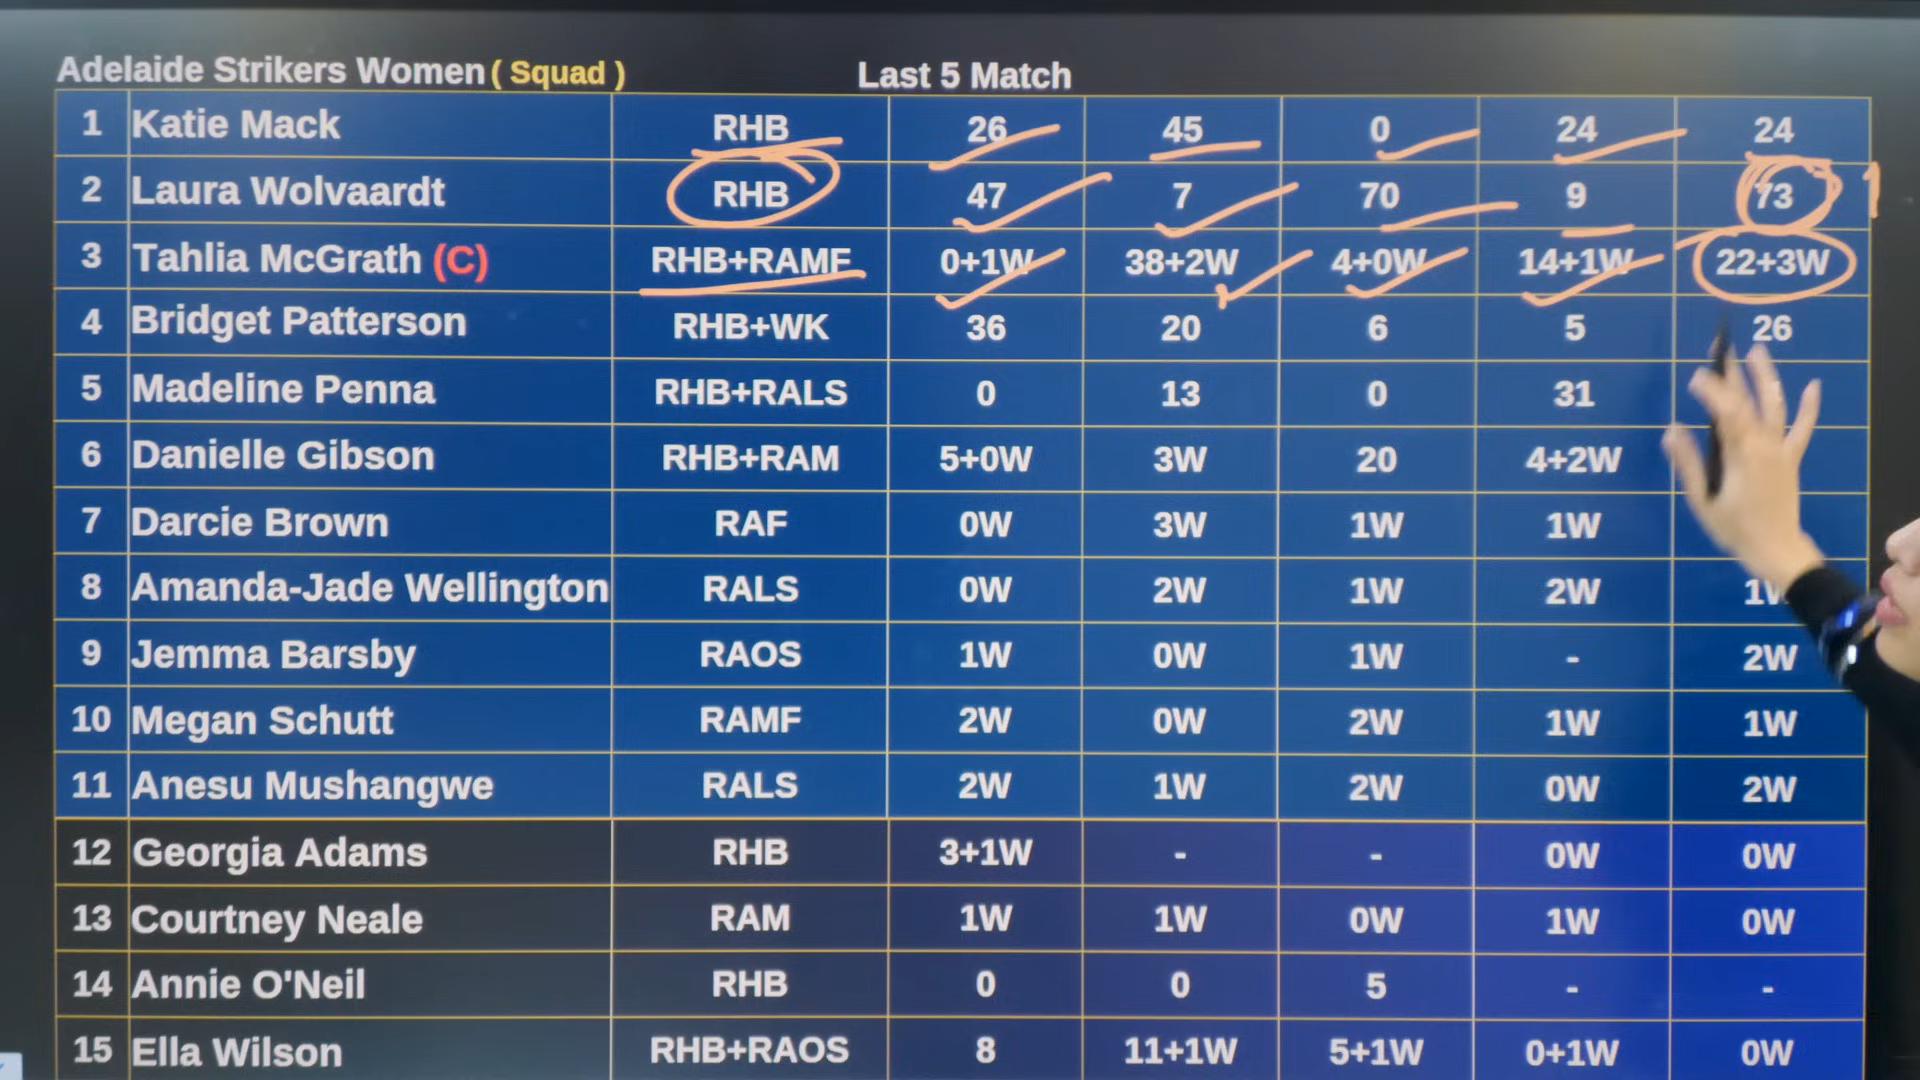 Adelaide Strikers Women ( Squad ) Last 5 Match
1 Katie Mack RHB 26 45 0 24 24
2 Laura Wolvaardt RHB 47 7 70 9 73 1
3 Tahlia McGrath (C) RHB+RAMF 0+1W 38+2W 4+0W 14+1W 22+3W
4 Bridget Patterson RHB+WK 36 20 6 5 26
5 Madeline Penna RHB+RALS 0 13 0 31
6 Danielle Gibson RHB+RAM 5+0W 3W 20 4+2W
7 Darcie Brown RAF 0W 3W 1W 1W
8 Amanda-Jade Wellington RALS 0W 2W 1W 2W
9 Jemma Barsby RAOS 1W 0W 1W - 2W
10 Megan Schutt RAMF 2W 0W 2W 1W 1W
11 Anesu Mushangwe RALS 2W 1W 2W 0W 2W
12 Georgia Adams RHB 3+1W - - 0W 0W
13 Courtney Neale RAM 1W 1W 0W 1W 0W
14 Annie O'Neil RHB 0 0 5 - -
15 Ella Wilson RHB+RAOS 8 11+1W 5+1W 0+1W 0W